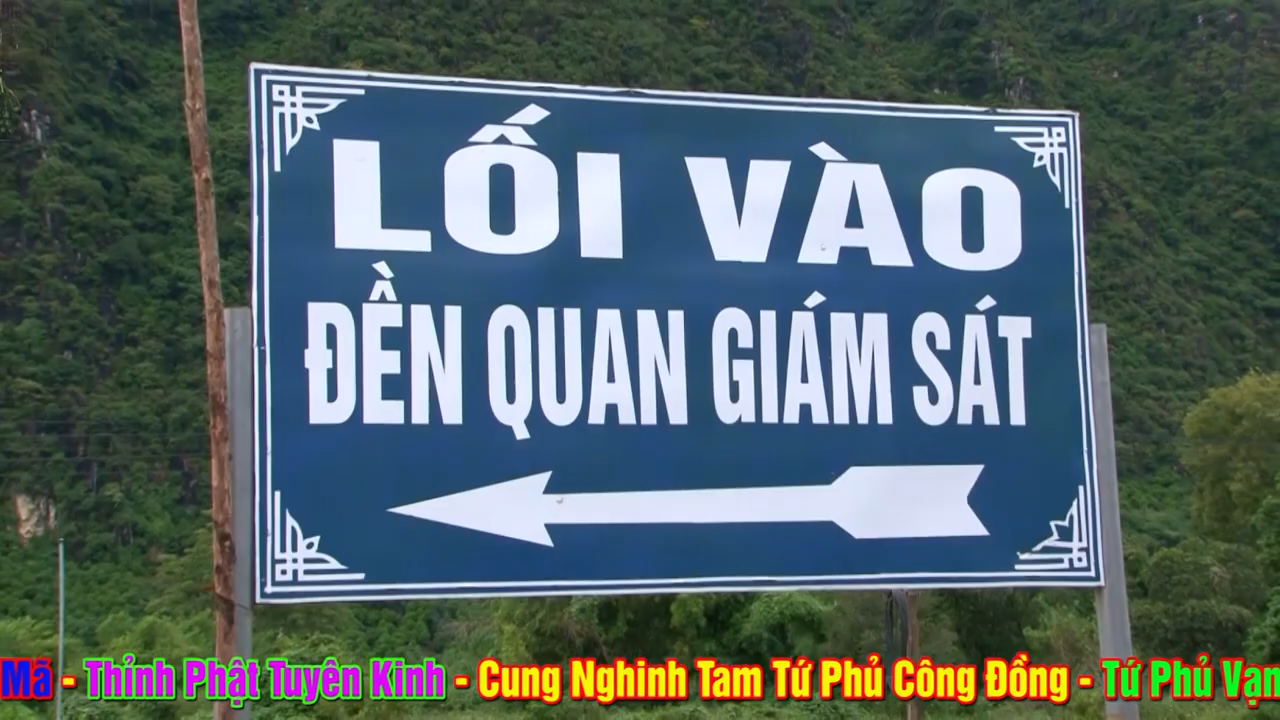 LỐI VÀO
ĐỀN QUAN GIÁM SÁT
Mã - Thỉnh Phật Tuyên Kinh - Cung Nghinh Tam Tứ Phủ Công Đồng - Tứ Phủ Vạn